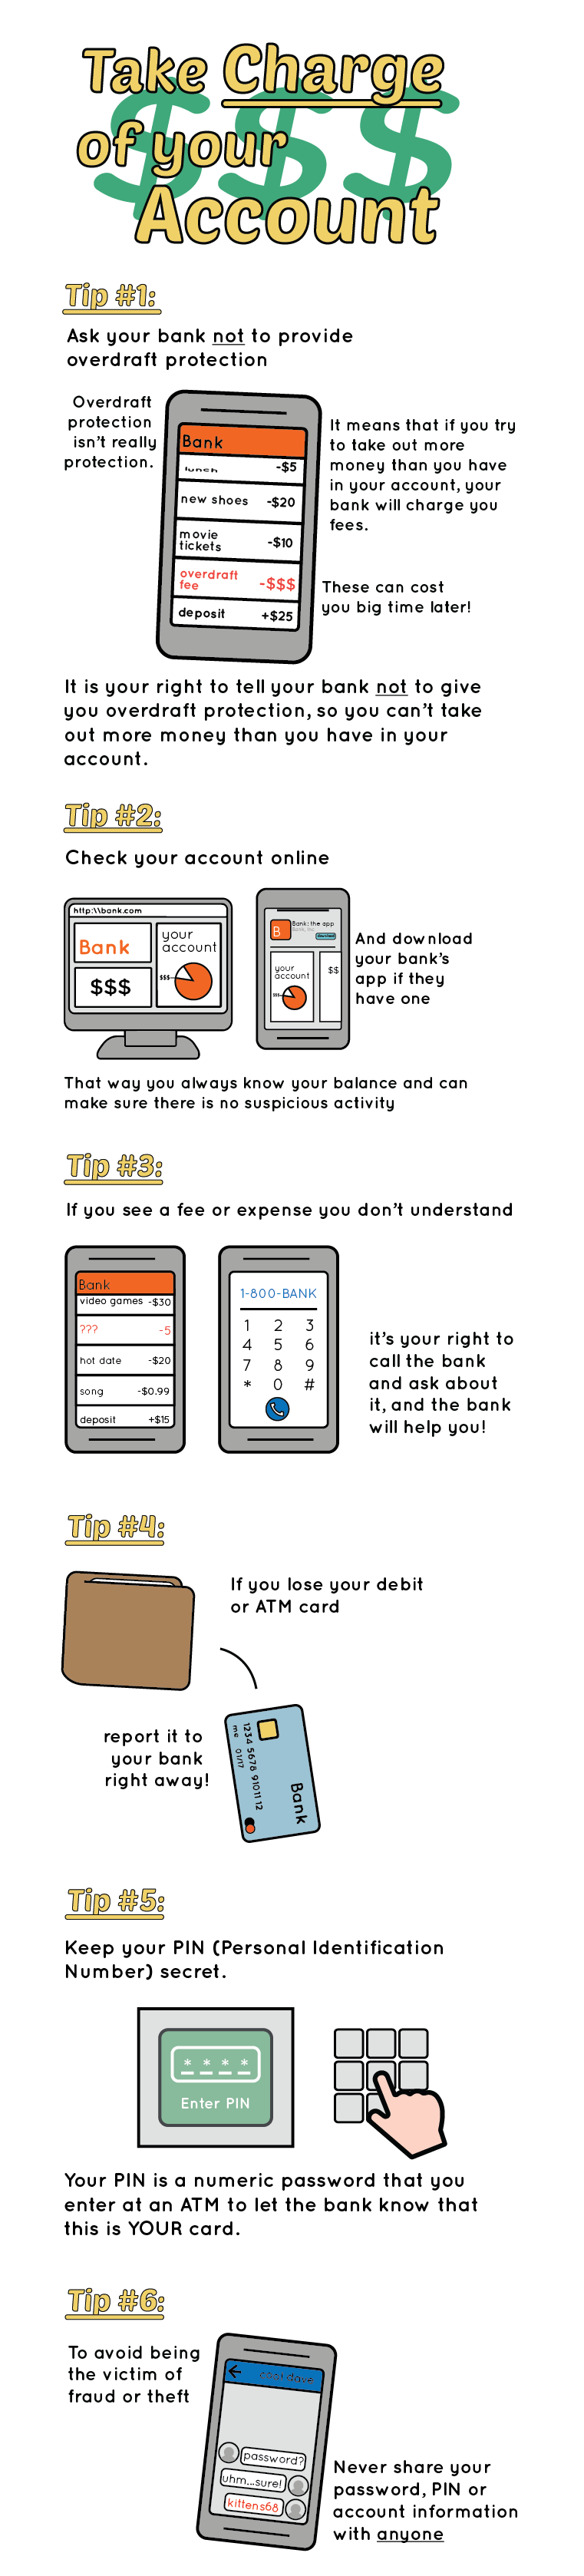 Take Charge
$$$
of your
Account
Tip #1:
Ask your bank not to provide
overdraft protection
Overdraft
protection
isn't really
protection.
Bank
lunch -$5
new shoes -$20
movie
tickets -$10
overdraft
fee -$$$
deposit +$25
It means that if you try
to take out more
money than you have
in your account, your
bank will charge you
fees.
These can cost
you big time later!
It is your right to tell your bank not to give
you overdraft protection, so you can't take
out more money than you have in your
account.
Tip #2:
Check your account online
http:\\bank.com
Bank
$$$
your
account
$$$
B
Bank: the app
Bank, Inc.
download
your
account
$$$
$$
And download
your bank's
app if they
have one
That way you always know your balance and can
make sure there is no suspicious activity
Tip #3:
If you see a fee or expense you don't understand
Bank
video games -$30
??? -5
hot date -$20
song -$0.99
deposit +$15
1-800-BANK
1 2 3
4 5 6
7 8 9
* 0 #
it's your right to
call the bank
and ask about
it, and the bank
will help you!
Tip #4:
If you lose your debit
or ATM card
report it to
your bank
right away!
Bank
1234 5678 91011 12
me 01/17
Tip #5:
Keep your PIN (Personal Identification
Number) secret.
* * * *
Enter PIN
Your PIN is a numeric password that you
enter at an ATM to let the bank know that
this is YOUR card.
Tip #6:
To avoid being
the victim of
fraud or theft
password?
uhm...sure!
kittens68
Never share your
password, PIN or
account information
with anyone